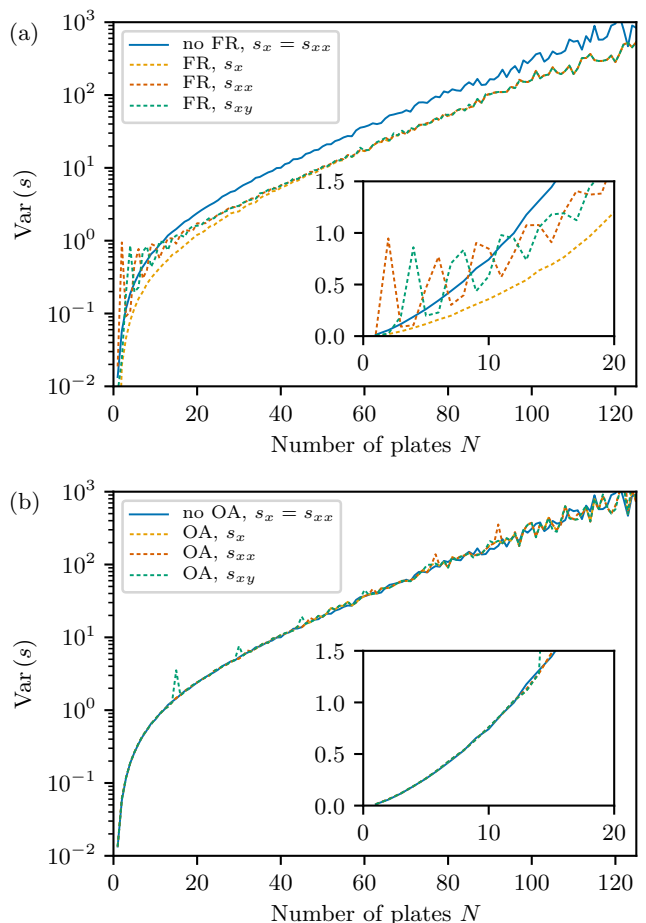 (a)
no FR, s_x = s_xx
FR, s_x
FR, s_xx
FR, s_xy
Var (s)
10^3
10^2
10^1
10^0
10^−1
10^−2
1.5
1.0
0.5
0.0
0 10 20
0 20 40 60 80 100 120
Number of plates N
(b)
no OA, s_x = s_xx
OA, s_x
OA, s_xx
OA, s_xy
Var (s)
10^3
10^2
10^1
10^0
10^−1
10^−2
1.5
1.0
0.5
0.0
0 10 20
0 20 40 60 80 100 120
Number of plates N